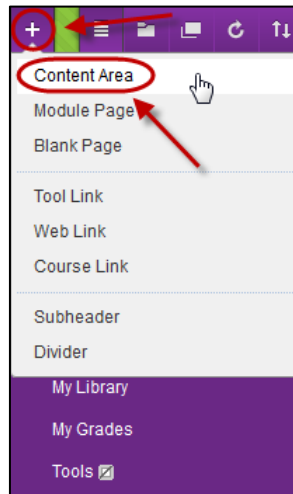 Content Area
Module Page
Blank Page
Tool Link
Web Link
Course Link
Subheader
Divider
My Library
My Grades
Tools